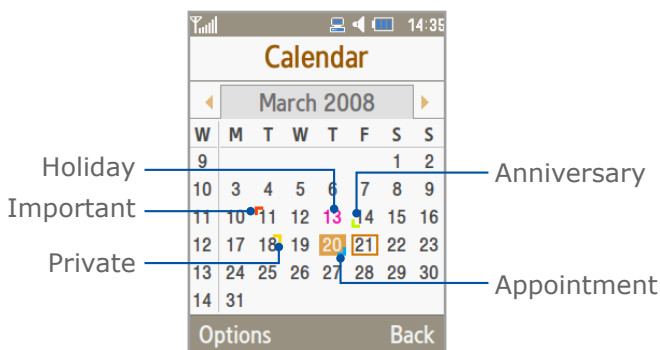 14:35
Calendar
March 2008
W M T W T F S S
9 1 2
10 3 4 5 6 7 8 9
11 10 11 12 13 14 15 16
12 17 18 19 20 21 22 23
13 24 25 26 27 28 29 30
14 31
Options Back
Holiday
Important
Private
Anniversary
Appointment